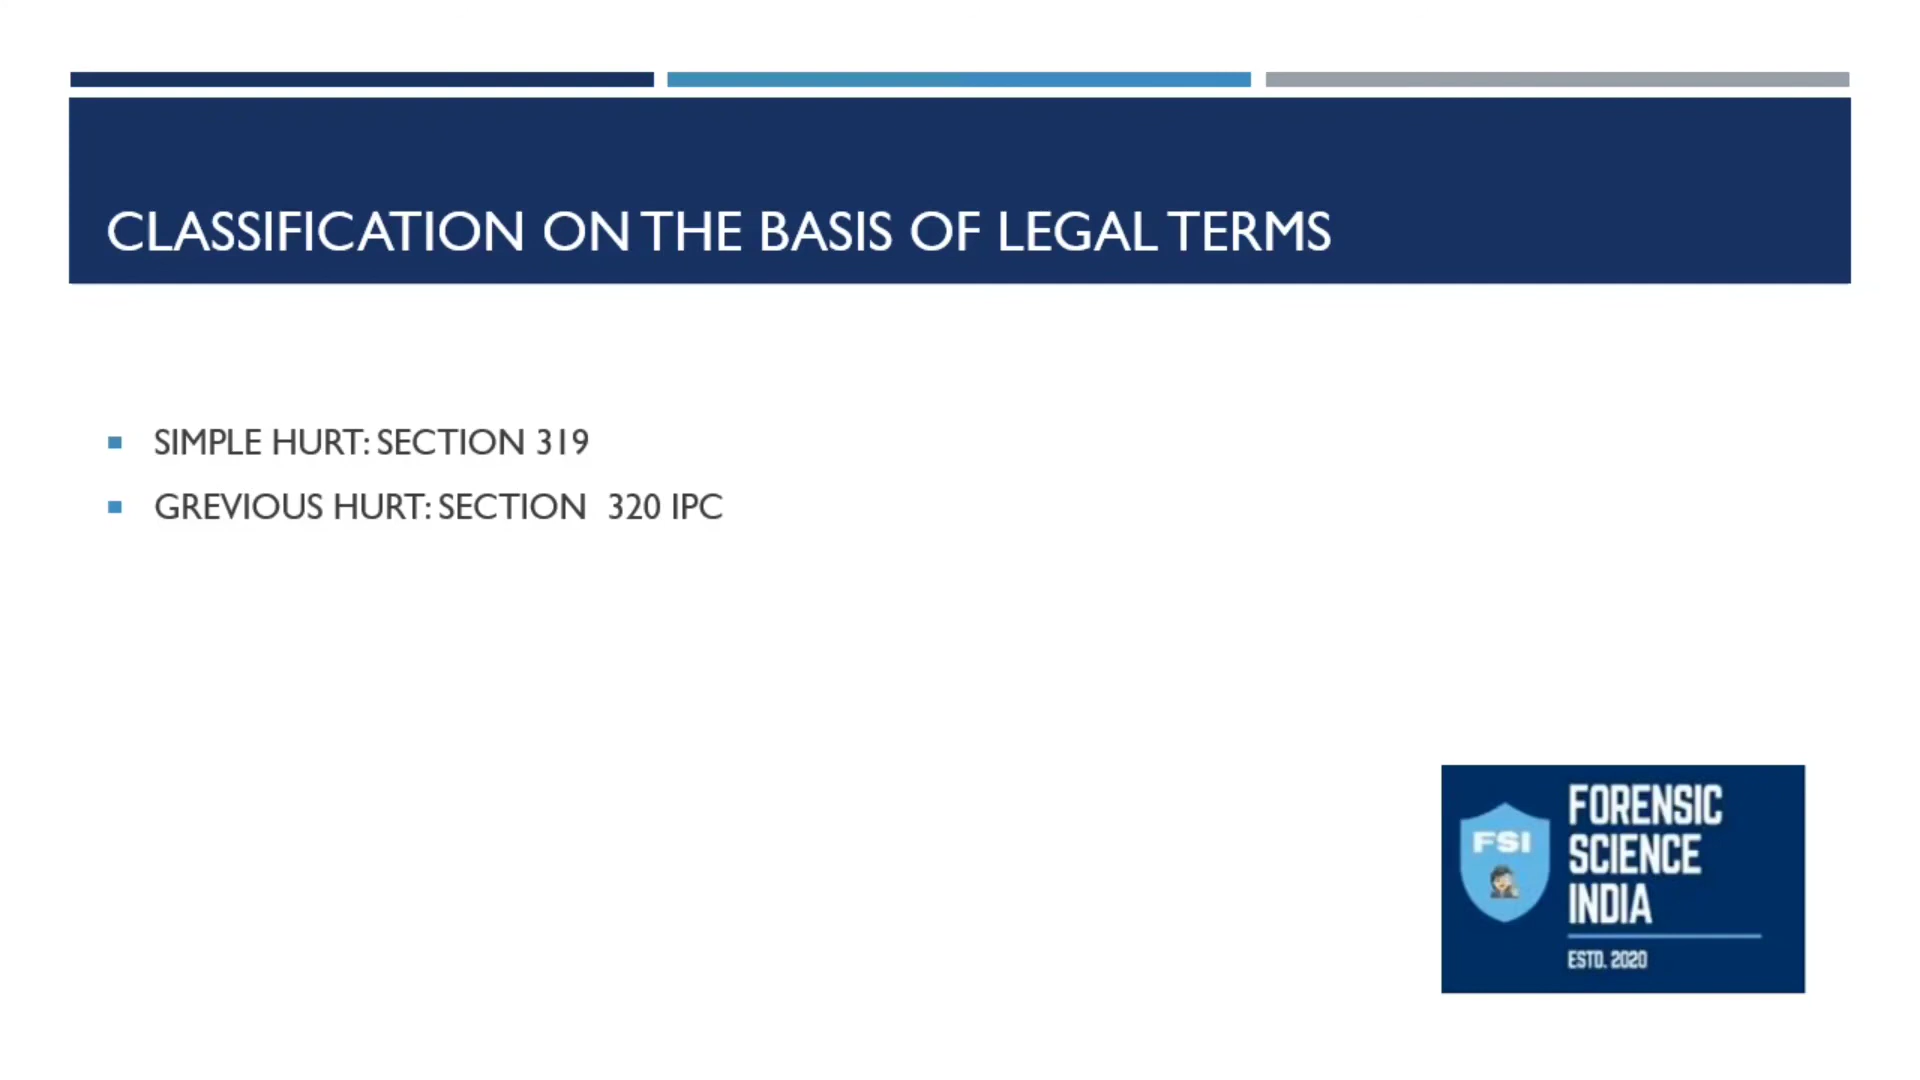 CLASSIFICATION ON THE BASIS OF LEGAL TERMS
SIMPLE HURT: SECTION 319
GREVIOUS HURT: SECTION 320 IPC
FSI
FORENSIC
SCIENCE
INDIA
ESTD. 2020